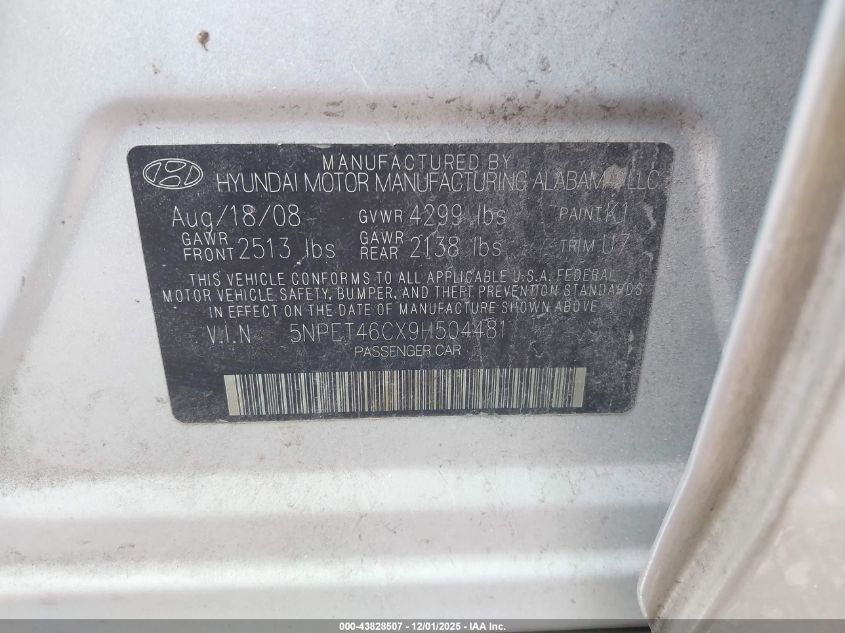 MANUFACTURED BY
HYUNDAI MOTOR MANUFACTURING ALABAMA, LLC
Aug/18/08 GVWR 4299 lbs PAINT K1
GAWR FRONT 2513 lbs GAWR REAR 2138 lbs TRIM U7
THIS VEHICLE CONFORMS TO ALL APPLICABLE U.S.A. FEDERAL
MOTOR VEHICLE SAFETY, BUMPER, AND THEFT PREVENTION STANDARDS
IN EFFECT ON THE DATE OF MANUFACTURE SHOWN ABOVE
V.I.N 5NPET46CX9H504481
PASSENGER CAR
000-43828507 - 12/01/2025 - IAA Inc.